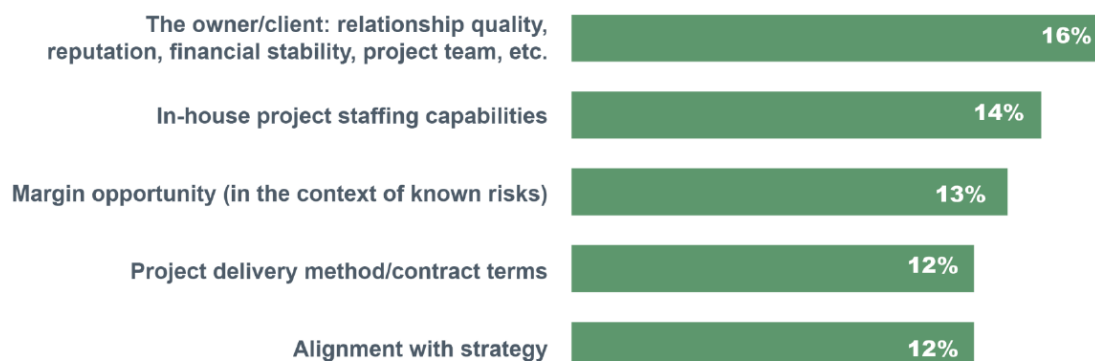 The owner/client: relationship quality,
reputation, financial stability, project team, etc.
16%
In-house project staffing capabilities
14%
Margin opportunity (in the context of known risks)
13%
Project delivery method/contract terms
12%
Alignment with strategy
12%